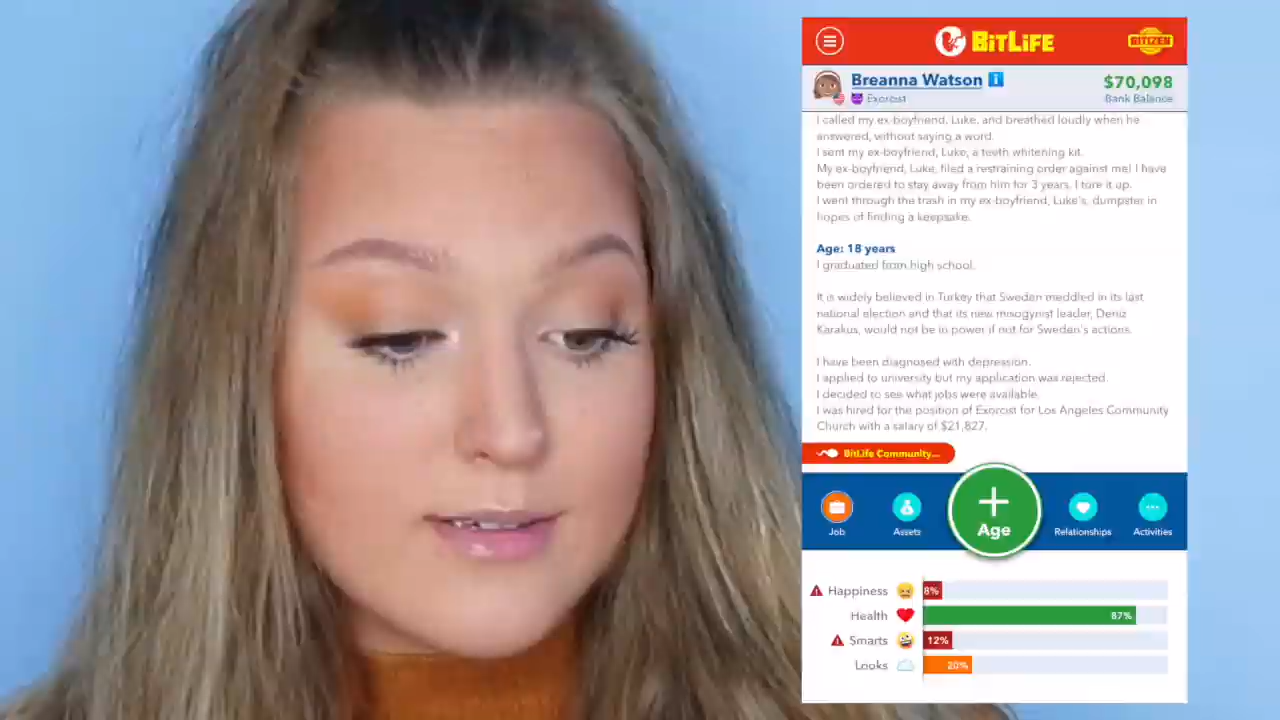 BITLIFE
BITIZEN
Breanna Watson i
$70,098
Exorcist
Bank Balance
I called my ex-boyfriend, Luke, and breathed loudly when he
answered, without saying a word.
I sent my ex-boyfriend, Luke, a teeth whitening kit.
My ex-boyfriend, Luke, filed a restraining order against me! I have
been ordered to stay away from him for 3 years. I tore it up.
I went through the trash in my ex-boyfriend, Luke's, dumpster in
hopes of finding a keepsake.
Age: 18 years
I graduated from high school.
It is widely believed in Turkey that Sweden meddled in its last
national election and that its new misogynist leader, Deniz
Karakus, would not be in power if not for Sweden's actions.
I have been diagnosed with depression.
I applied to university but my application was rejected.
I decided to see what jobs were available.
I was hired for the position of Exorcist for Los Angeles Community
Church with a salary of $21,827.
BitLife Community...
Job
Assets
+
Age
Relationships
Activities
Happiness 8%
Health 87%
Smarts 12%
Looks 20%